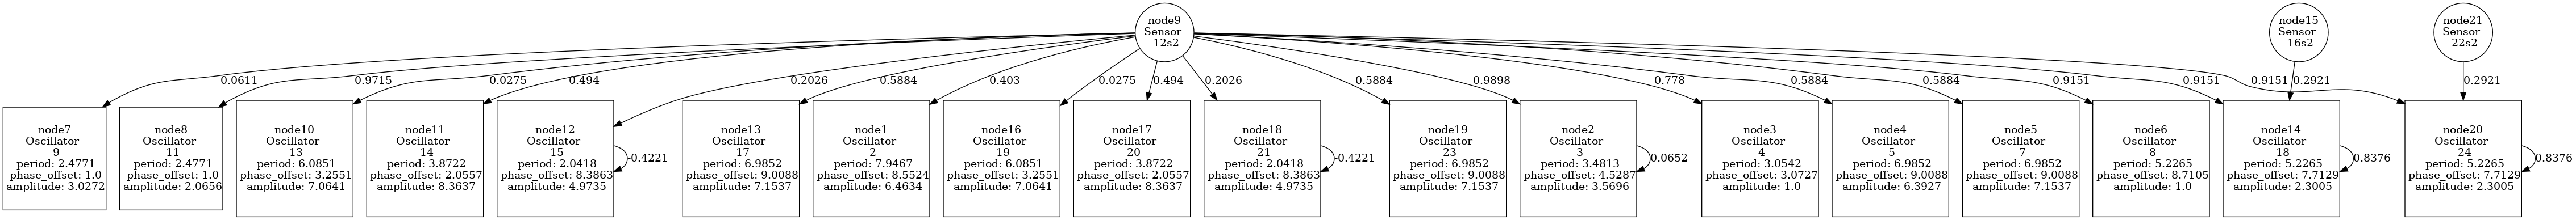 node9
Sensor
12s2
node15
Sensor
16s2
node21
Sensor
22s2
0.0611
0.9715
0.0275
0.494
0.2026
0.5884
0.403
0.0275
0.494
0.2026
0.5884
0.9898
0.778
0.5884
0.5884
0.9151
0.9151
0.2921
0.9151
0.2921
node7
Oscillator
9
period: 2.4771
phase_offset: 1.0
amplitude: 3.0272
node8
Oscillator
11
period: 2.4771
phase_offset: 1.0
amplitude: 2.0656
node10
Oscillator
13
period: 6.0851
phase_offset: 3.2551
amplitude: 7.0641
node11
Oscillator
14
period: 3.8722
phase_offset: 2.0557
amplitude: 8.3637
node12
Oscillator
15
period: 2.0418
phase_offset: 8.3863
amplitude: 4.9735
-0.4221
node13
Oscillator
17
period: 6.9852
phase_offset: 9.0088
amplitude: 7.1537
node1
Oscillator
2
period: 7.9467
phase_offset: 8.5524
amplitude: 6.4634
node16
Oscillator
19
period: 6.0851
phase_offset: 3.2551
amplitude: 7.0641
node17
Oscillator
20
period: 3.8722
phase_offset: 2.0557
amplitude: 8.3637
node18
Oscillator
21
period: 2.0418
phase_offset: 8.3863
amplitude: 4.9735
-0.4221
node19
Oscillator
23
period: 6.9852
phase_offset: 9.0088
amplitude: 7.1537
node2
Oscillator
3
period: 3.4813
phase_offset: 4.5287
amplitude: 3.5696
0.0652
node3
Oscillator
4
period: 3.0542
phase_offset: 3.0727
amplitude: 1.0
node4
Oscillator
5
period: 6.9852
phase_offset: 9.0088
amplitude: 6.3927
node5
Oscillator
7
period: 6.9852
phase_offset: 9.0088
amplitude: 7.1537
node6
Oscillator
8
period: 5.2265
phase_offset: 8.7105
amplitude: 1.0
node14
Oscillator
18
period: 5.2265
phase_offset: 7.7129
amplitude: 2.3005
0.8376
node20
Oscillator
24
period: 5.2265
phase_offset: 7.7129
amplitude: 2.3005
0.8376